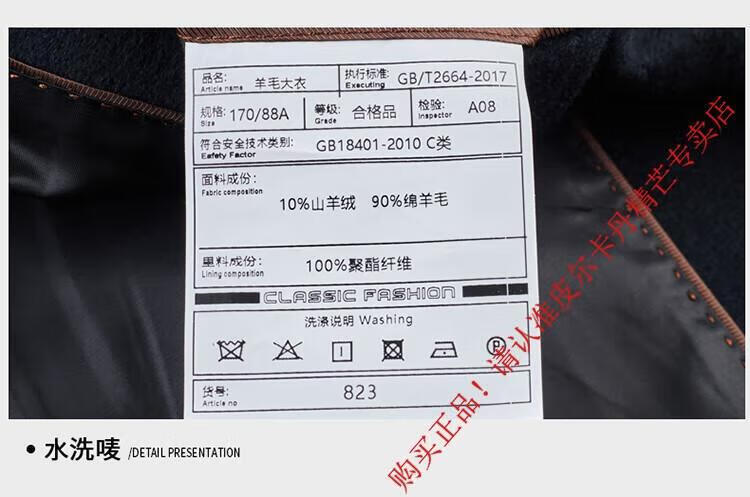 品名:
Article name
羊毛大衣
执行标准:
Executing
GB/T2664-2017
规格:
Size
170/88A
等级:
Grade
合格品
检验:
Inspector
A08
符合安全技术类别:
Safety Factor
GB18401-2010 C类
面料成份:
Fabric composition
10%山羊绒 90%绵羊毛
里料成份:
Lining composition
100%聚酯纤维
CLASSIC FASHION
洗涤说明 Washing
P
货号:
Article no
823
购买正品！请认准皮尔卡丹精芒专卖店
水洗唛 /DETAIL PRESENTATION